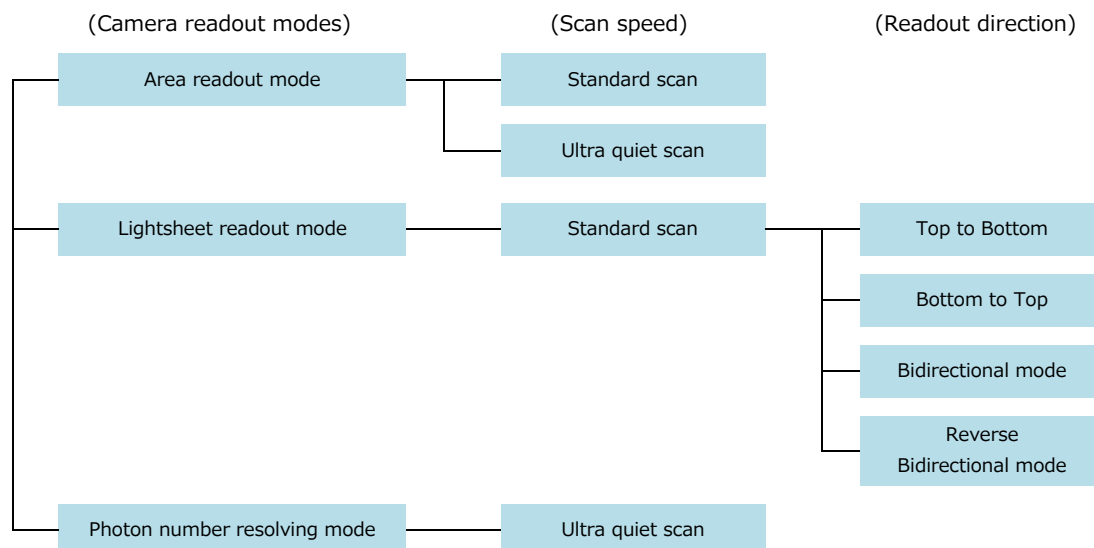 (Camera readout modes) (Scan speed) (Readout direction)
Area readout mode Standard scan
Ultra quiet scan
Lightsheet readout mode Standard scan Top to Bottom
Bottom to Top
Bidirectional mode
Reverse
Bidirectional mode
Photon number resolving mode Ultra quiet scan